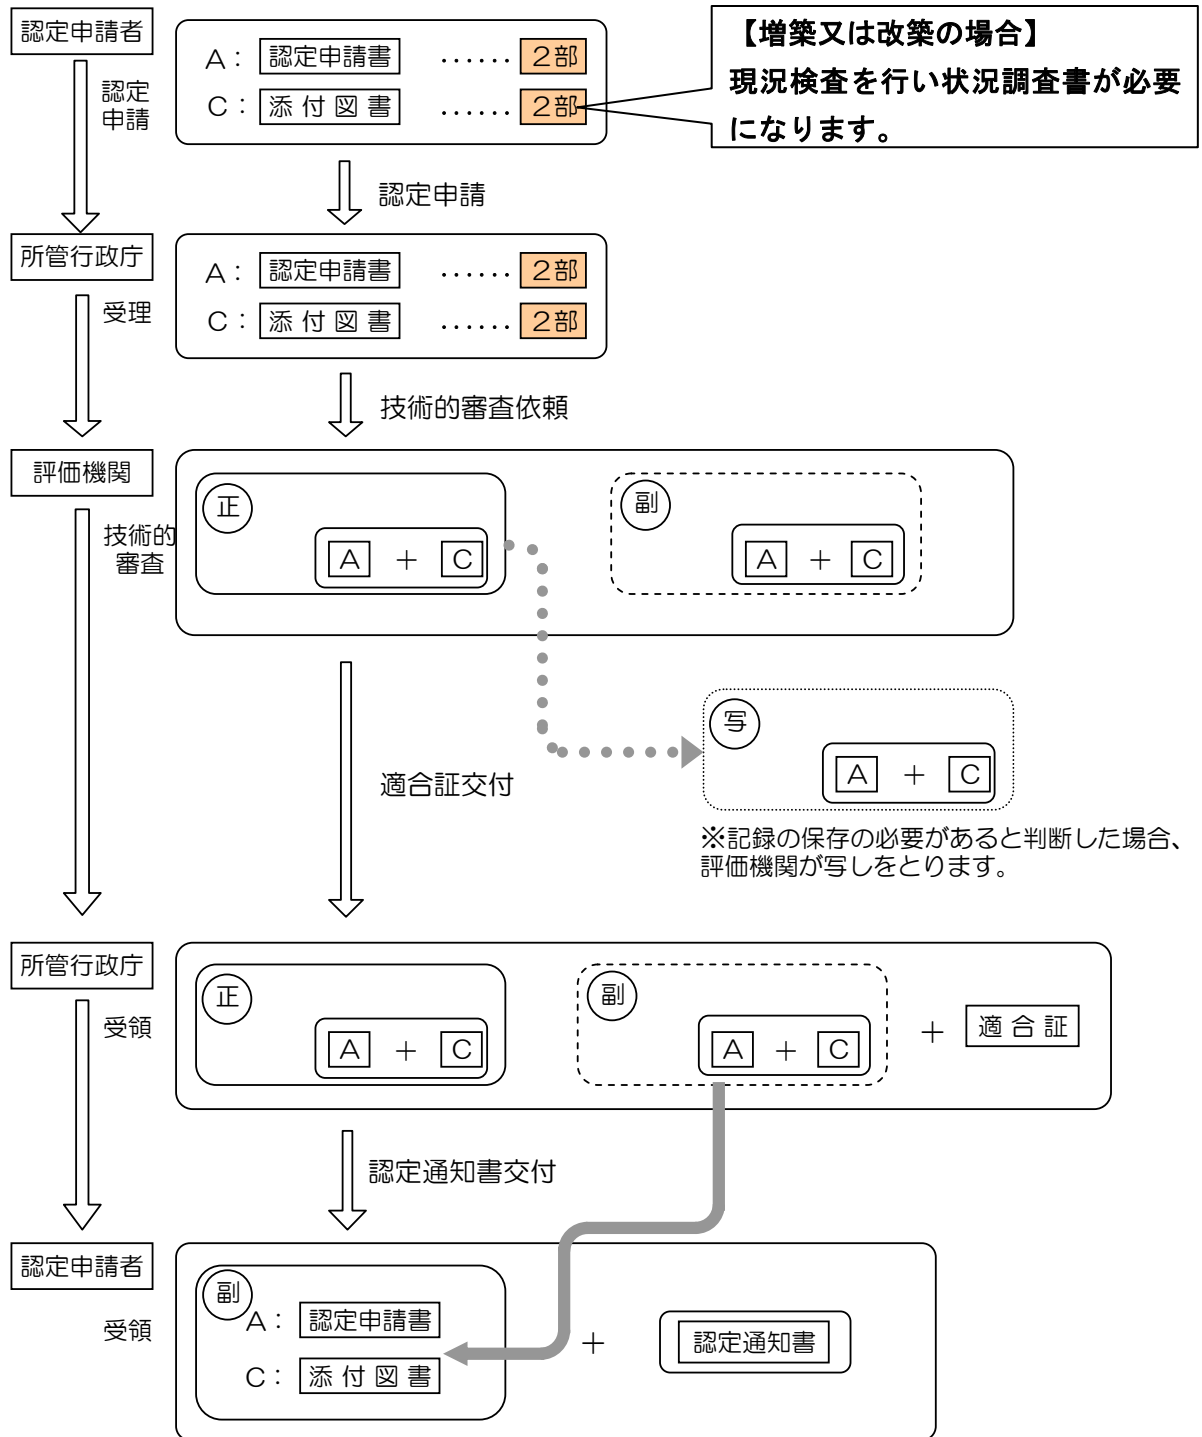 認定申請者
認定
申請
A： 認定申請書 …… ２部
C： 添付図書 …… ２部
【増築又は改築の場合】
現況検査を行い状況調査書が必要
になります。
認定申請
所管行政庁
受理
A： 認定申請書 …… ２部
C： 添付図書 …… ２部
技術的審査依頼
評価機関
技術的
審査
正
A ＋ C
副
A ＋ C
写
A ＋ C
※記録の保存の必要があると判断した場合、
評価機関が写しをとります。
適合証交付
所管行政庁
受領
正
A ＋ C
副
A ＋ C
＋ 適合証
認定通知書交付
認定申請者
受領
副
A： 認定申請書
C： 添付図書
＋ 認定通知書